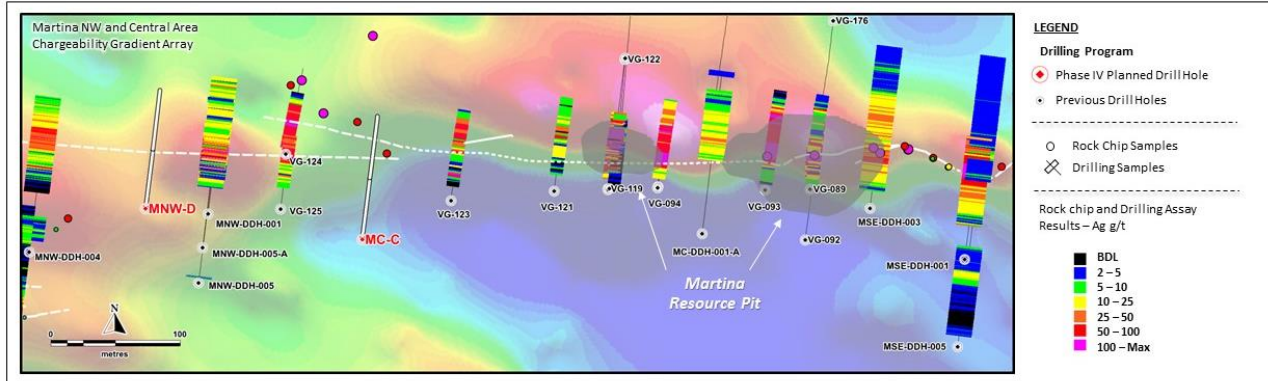 Martina NW and Central Area
Chargeability Gradient Array
VG-176
VG-122
VG-124
VG-119
VG-089
MNW-D
VG-125
VG-123
VG-121
VG-094
VG-093
MNW-DDH-001
MSE-DDH-003
MC-C
VG-092
MNW-DDH-004
MNW-DDH-005-A
MC-DDH-001-A
MSE-DDH-001
MNW-DDH-005
Martina
Resource Pit
N
0
100
metres
MSE-DDH-005
LEGEND
Drilling Program
Phase IV Planned Drill Hole
Previous Drill Holes
Rock Chip Samples
Drilling Samples
Rock chip and Drilling Assay
Results – Ag g/t
BDL
2 – 5
5 – 10
10 – 25
25 – 50
50 – 100
100 – Max